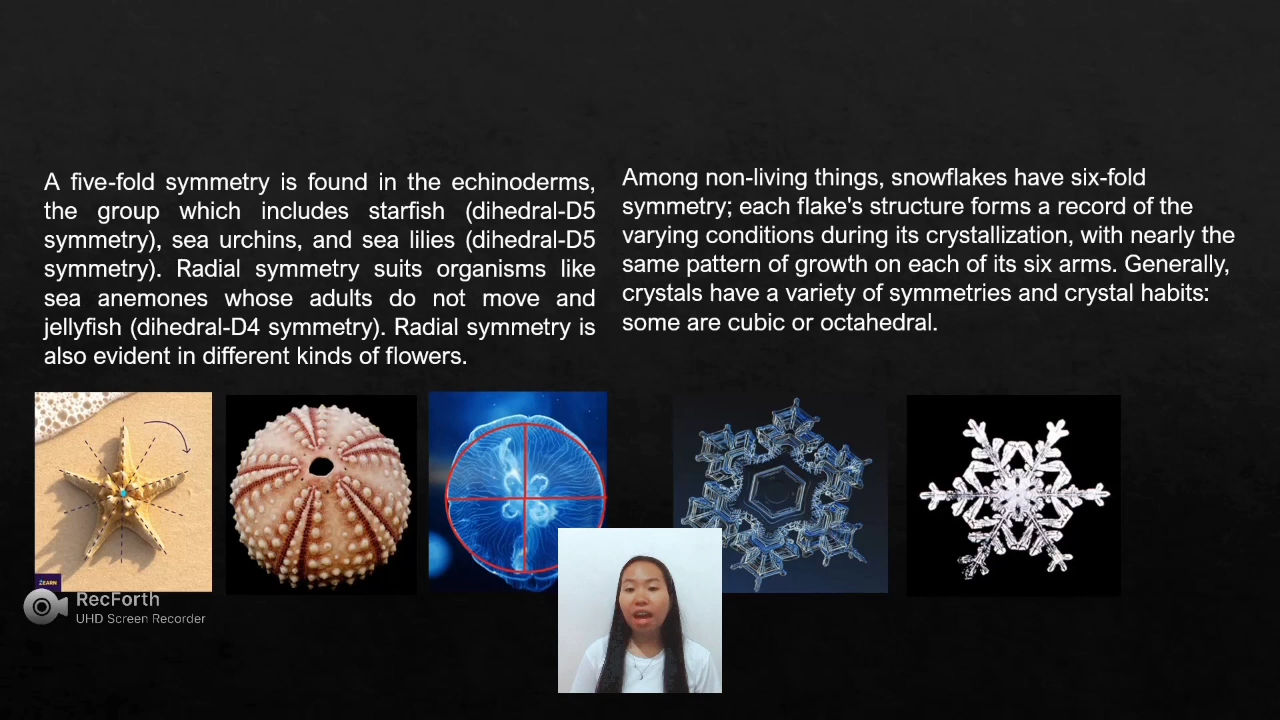 A five-fold symmetry is found in the echinoderms,
the group which includes starfish (dihedral-D5
symmetry), sea urchins, and sea lilies (dihedral-D5
symmetry). Radial symmetry suits organisms like
sea anemones whose adults do not move and
jellyfish (dihedral-D4 symmetry). Radial symmetry is
also evident in different kinds of flowers.
Among non-living things, snowflakes have six-fold
symmetry; each flake's structure forms a record of the
varying conditions during its crystallization, with nearly the
same pattern of growth on each of its six arms. Generally,
crystals have a variety of symmetries and crystal habits:
some are cubic or octahedral.
ZEARN
RecForth
UHD Screen Recorder